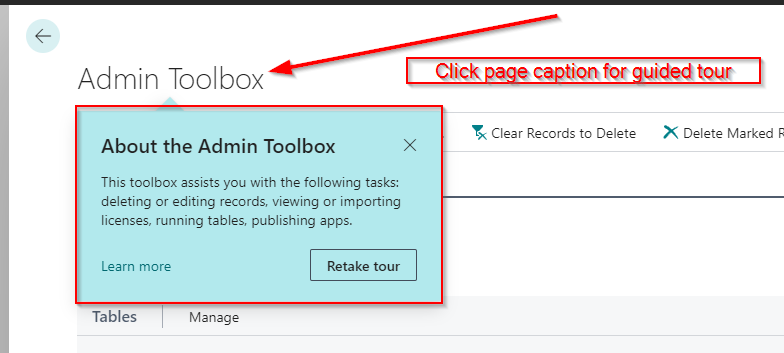 Admin Toolbox
Click page caption for guided tour
About the Admin Toolbox
Clear Records to Delete
Delete Marked
This toolbox assists you with the following tasks:
deleting or editing records, viewing or importing
licenses, running tables, publishing apps.
Learn more
Retake tour
Tables
Manage